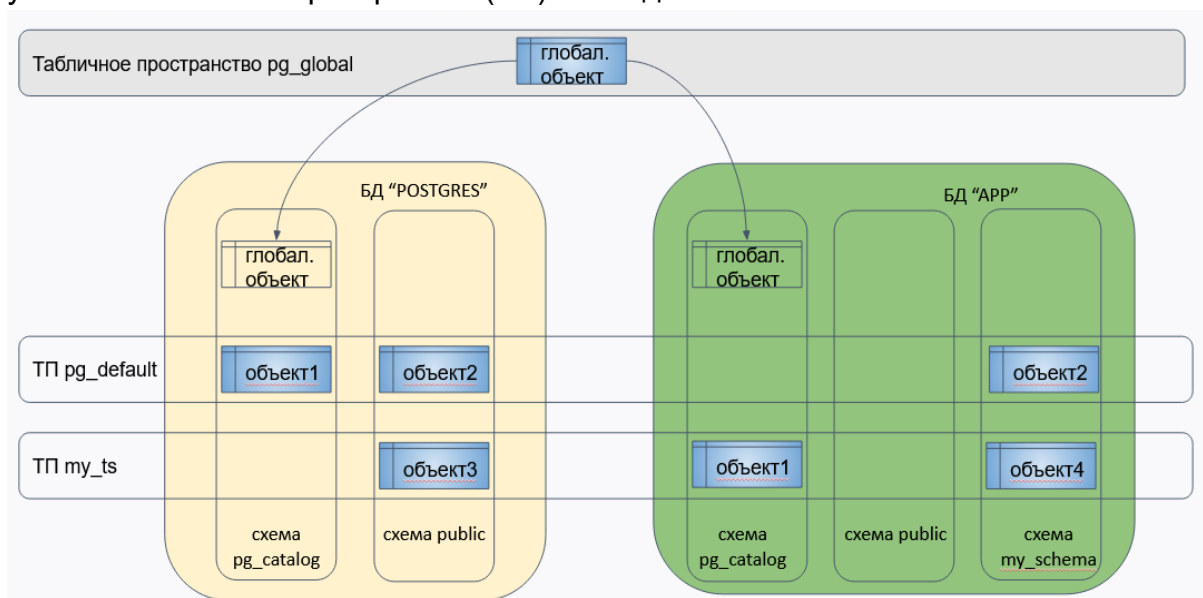 Табличное пространство pg_global
глобал.
объект
БД “POSTGRES”
БД “APP”
глобал.
объект
глобал.
объект
ТП pg_default
объект1
объект2
объект2
ТП my_ts
объект3
объект1
объект4
схема
pg_catalog
схема public
схема
pg_catalog
схема public
схема
my_schema